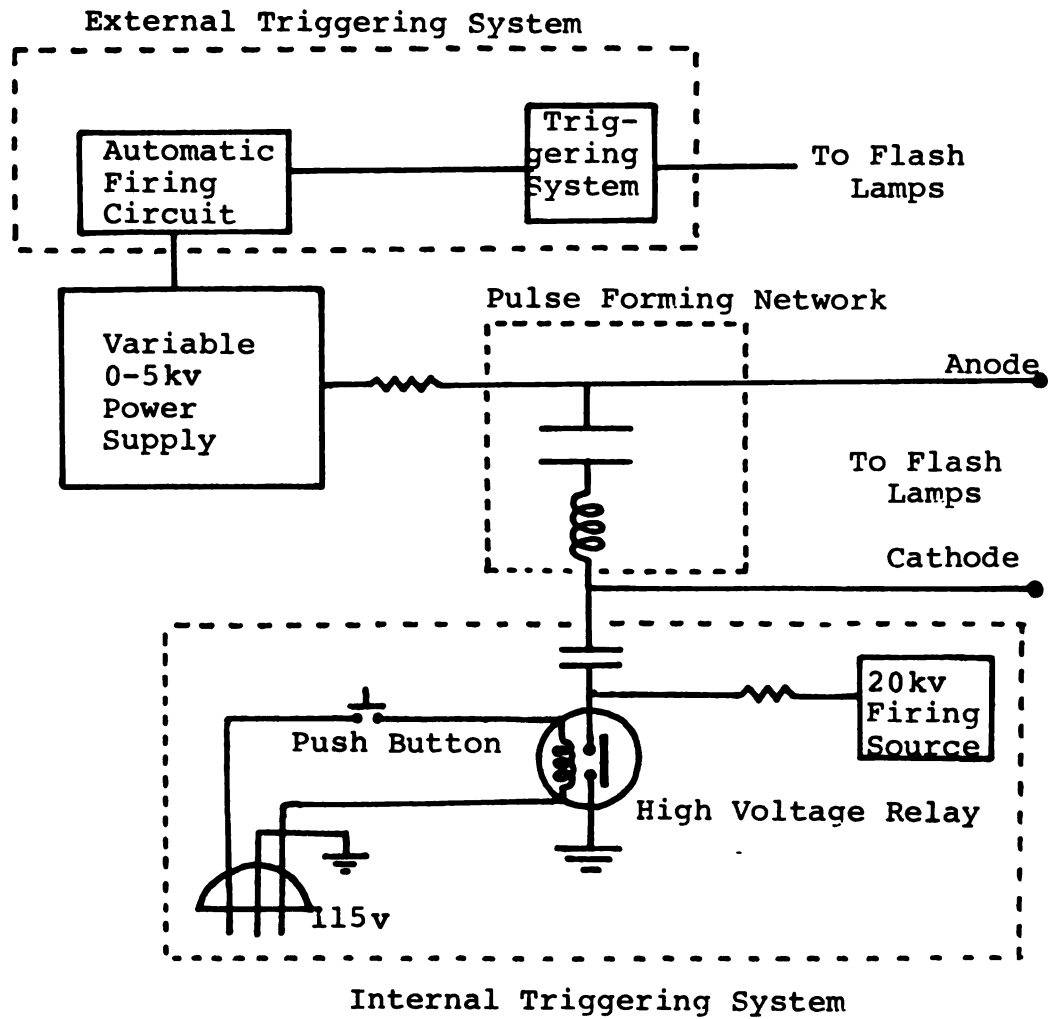 External Triggering System
Automatic
Firing
Circuit
Trig-
gering
System
To Flash
Lamps
Pulse Forming Network
Variable
0-5kv
Power
Supply
Anode
To Flash
Lamps
Cathode
20kv
Firing
Source
Push Button
High Voltage Relay
115v
Internal Triggering System